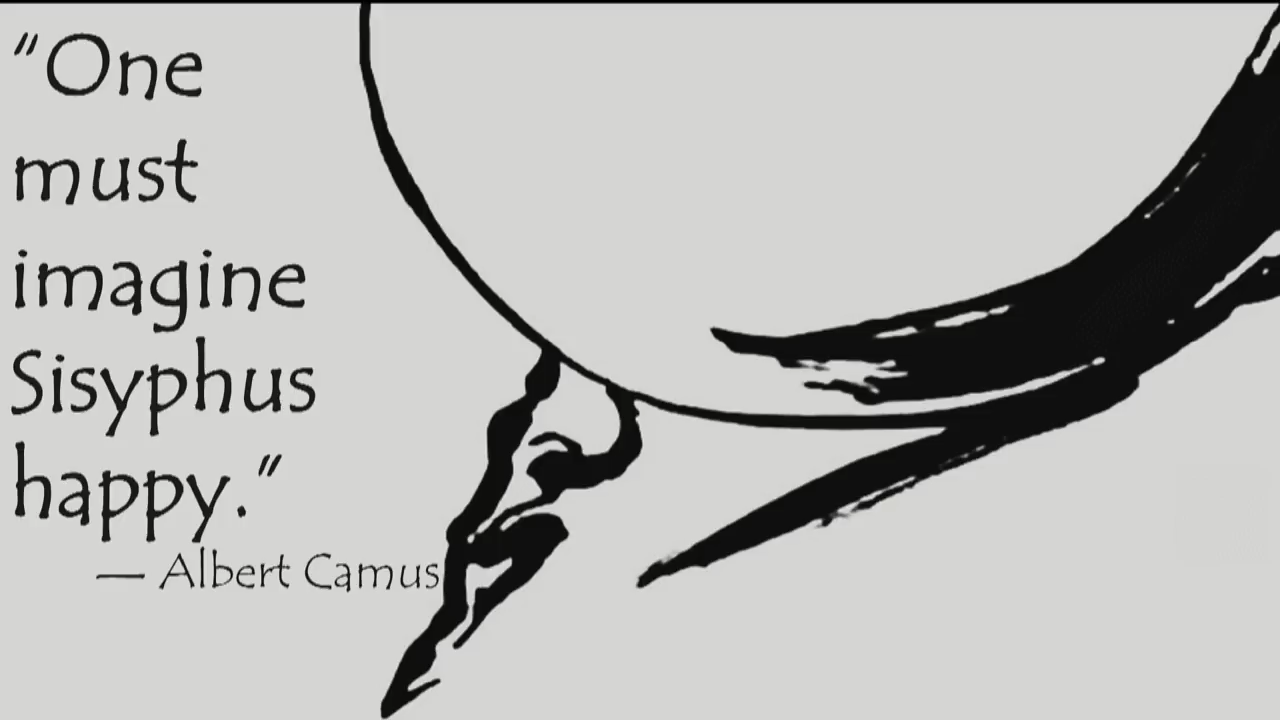 "One
must
imagine
Sisyphus
happy."
— Albert Camus